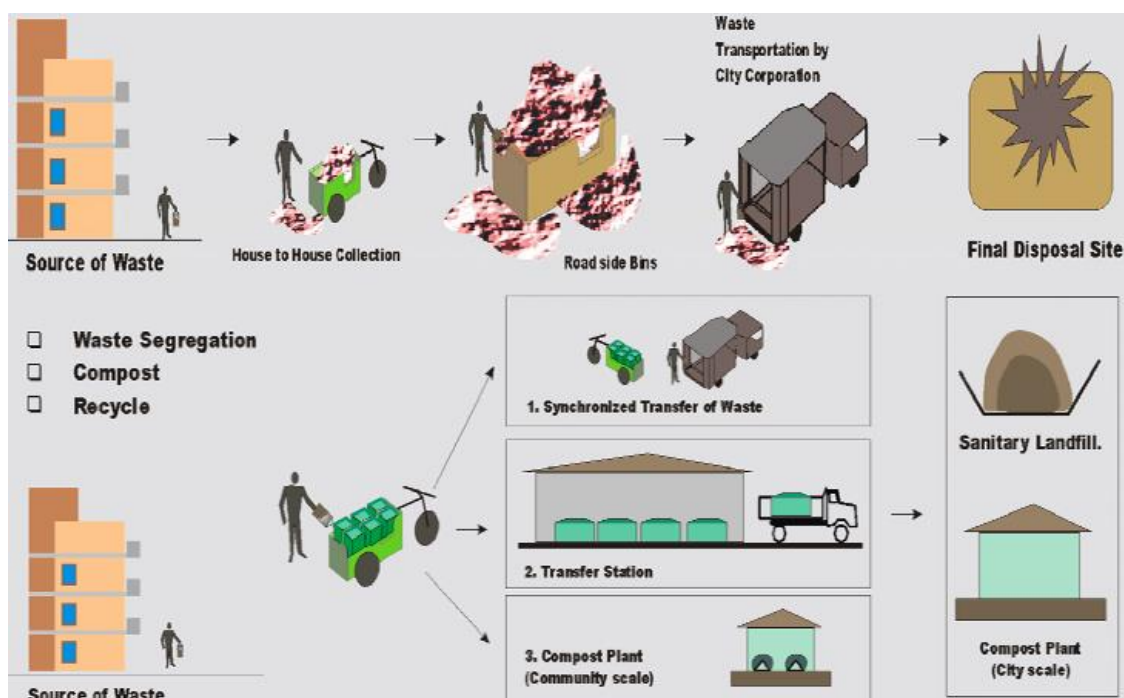 Waste
Transportation by
City Corporation
Source of Waste
House to House Collection
Road side Bins
Final Disposal Site
Waste Segregation
Compost
Recycle
1. Synchronized Transfer of Waste
2. Transfer Station
3. Compost Plant
(Community scale)
Sanitary Landfill.
Compost Plant
(City scale)
Source of Waste